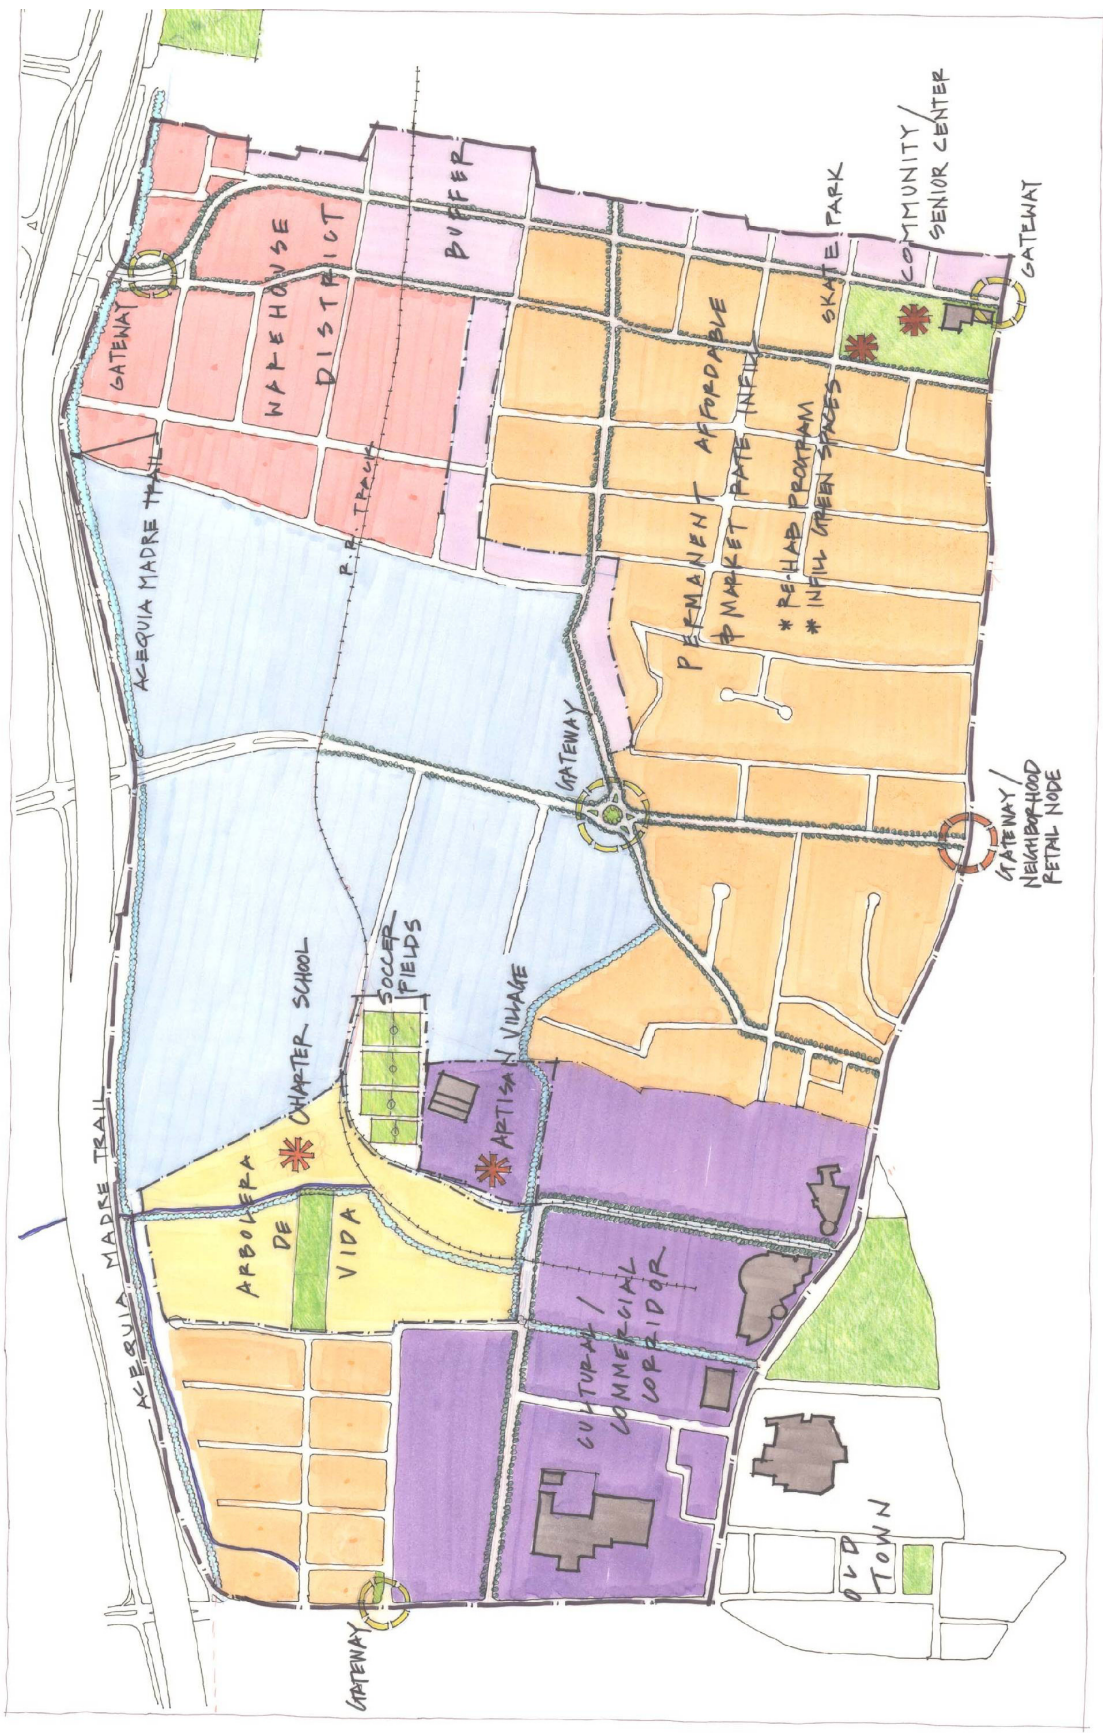 ACEQUIA MADRE TRAIL
ACEQUIA MADRE TRAIL
GATEWAY
WAREHOUSE
DISTRICT
R.R. TRACK
BUFFER
ARBOLERA
DE
VIDA
CHARTER SCHOOL
SOCCER
FIELDS
ARTISAN VILLAGE
GATEWAY
PERMANENT AFFORDABLE
& MARKET RATE INFILL
* RE-HAB PROGRAM
* INFILL GREEN SPACES
SKATE PARK
COMMUNITY/
SENIOR CENTER
GATEWAY
GATEWAY
CULTURAL/
COMMERCIAL
CORRIDOR
GATEWAY/
NEIGHBORHOOD
RETAIL NODE
OLD
TOWN